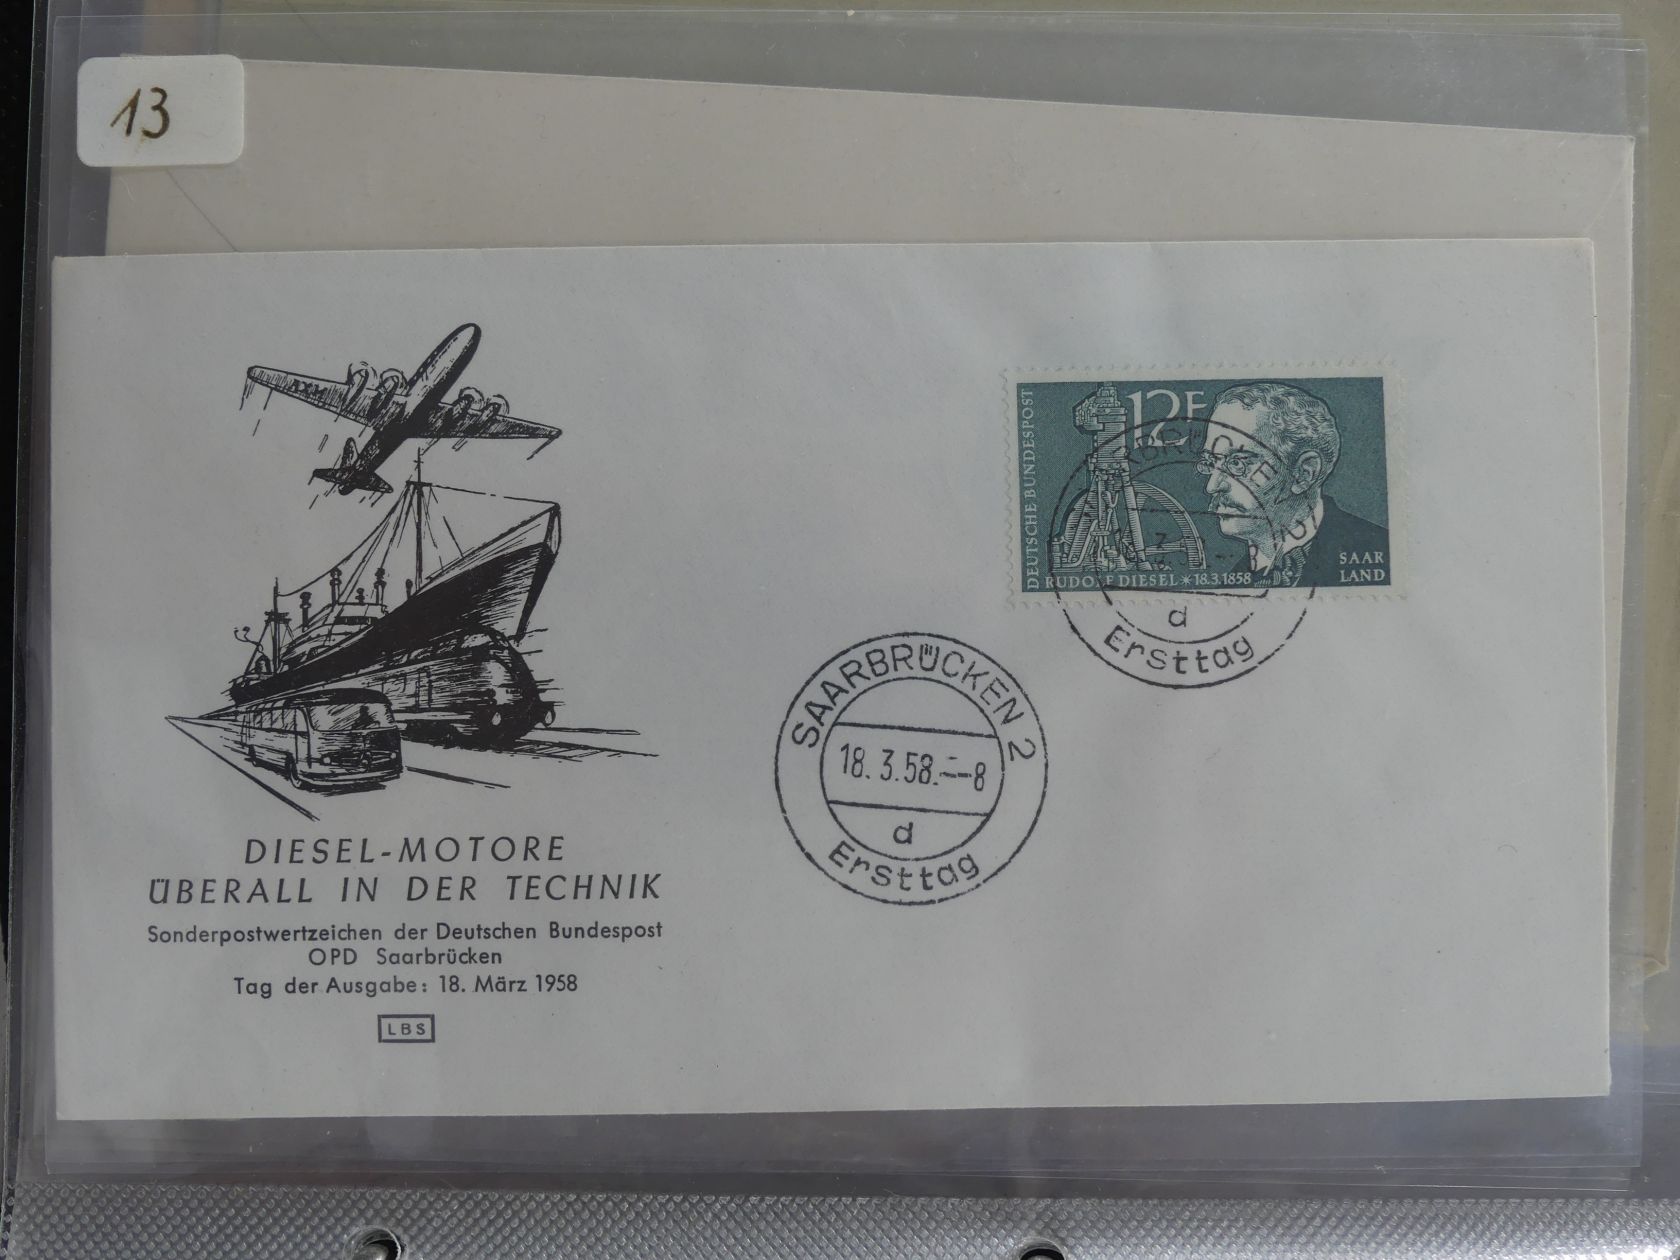 13
DEUTSCHE BUNDESPOST
12F
RUDOLF DIESEL * 18.3.1858
SAAR
LAND
SAARBRÜCKEN 2
d
Ersttag
SAARBRÜCKEN 2
18. 3. 58. -- 8
d
Ersttag
DIESEL-MOTORE
ÜBERALL IN DER TECHNIK
Sonderpostwertzeichen der Deutschen Bundespost
OPD Saarbrücken
Tag der Ausgabe: 18. März 1958
LBS